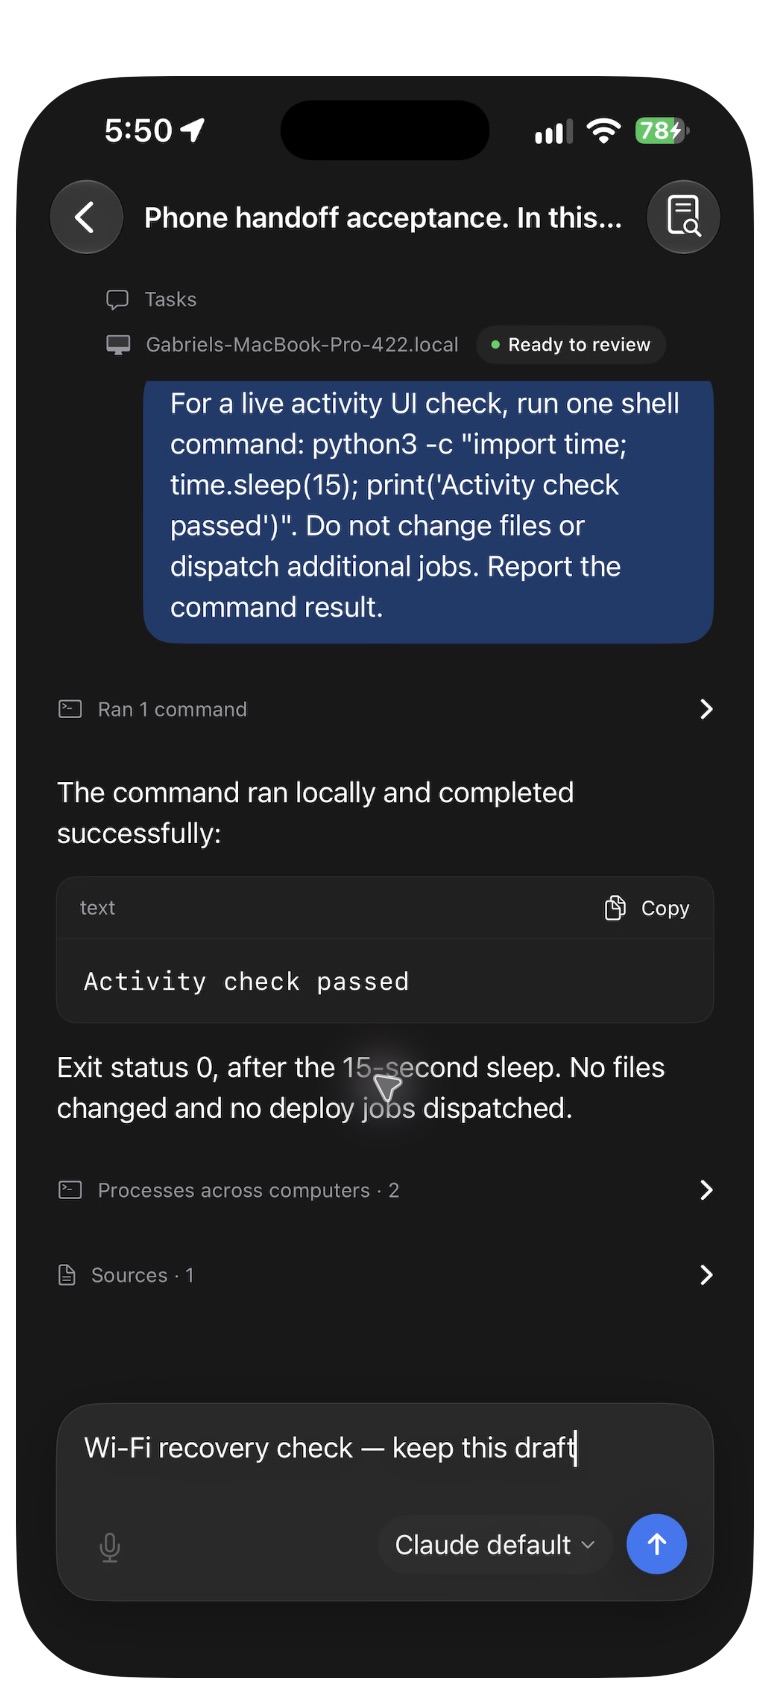 5:50
78
Phone handoff acceptance. In this...
Tasks
Gabriels-MacBook-Pro-422.local
Ready to review
For a live activity UI check, run one shell
command: python3 -c "import time;
time.sleep(15); print('Activity check
passed')". Do not change files or
dispatch additional jobs. Report the
command result.
Ran 1 command
The command ran locally and completed
successfully:
text
Copy
Activity check passed
Exit status 0, after the 15-second sleep. No files
changed and no deploy jobs dispatched.
Processes across computers · 2
Sources · 1
Wi-Fi recovery check — keep this draft
Claude default